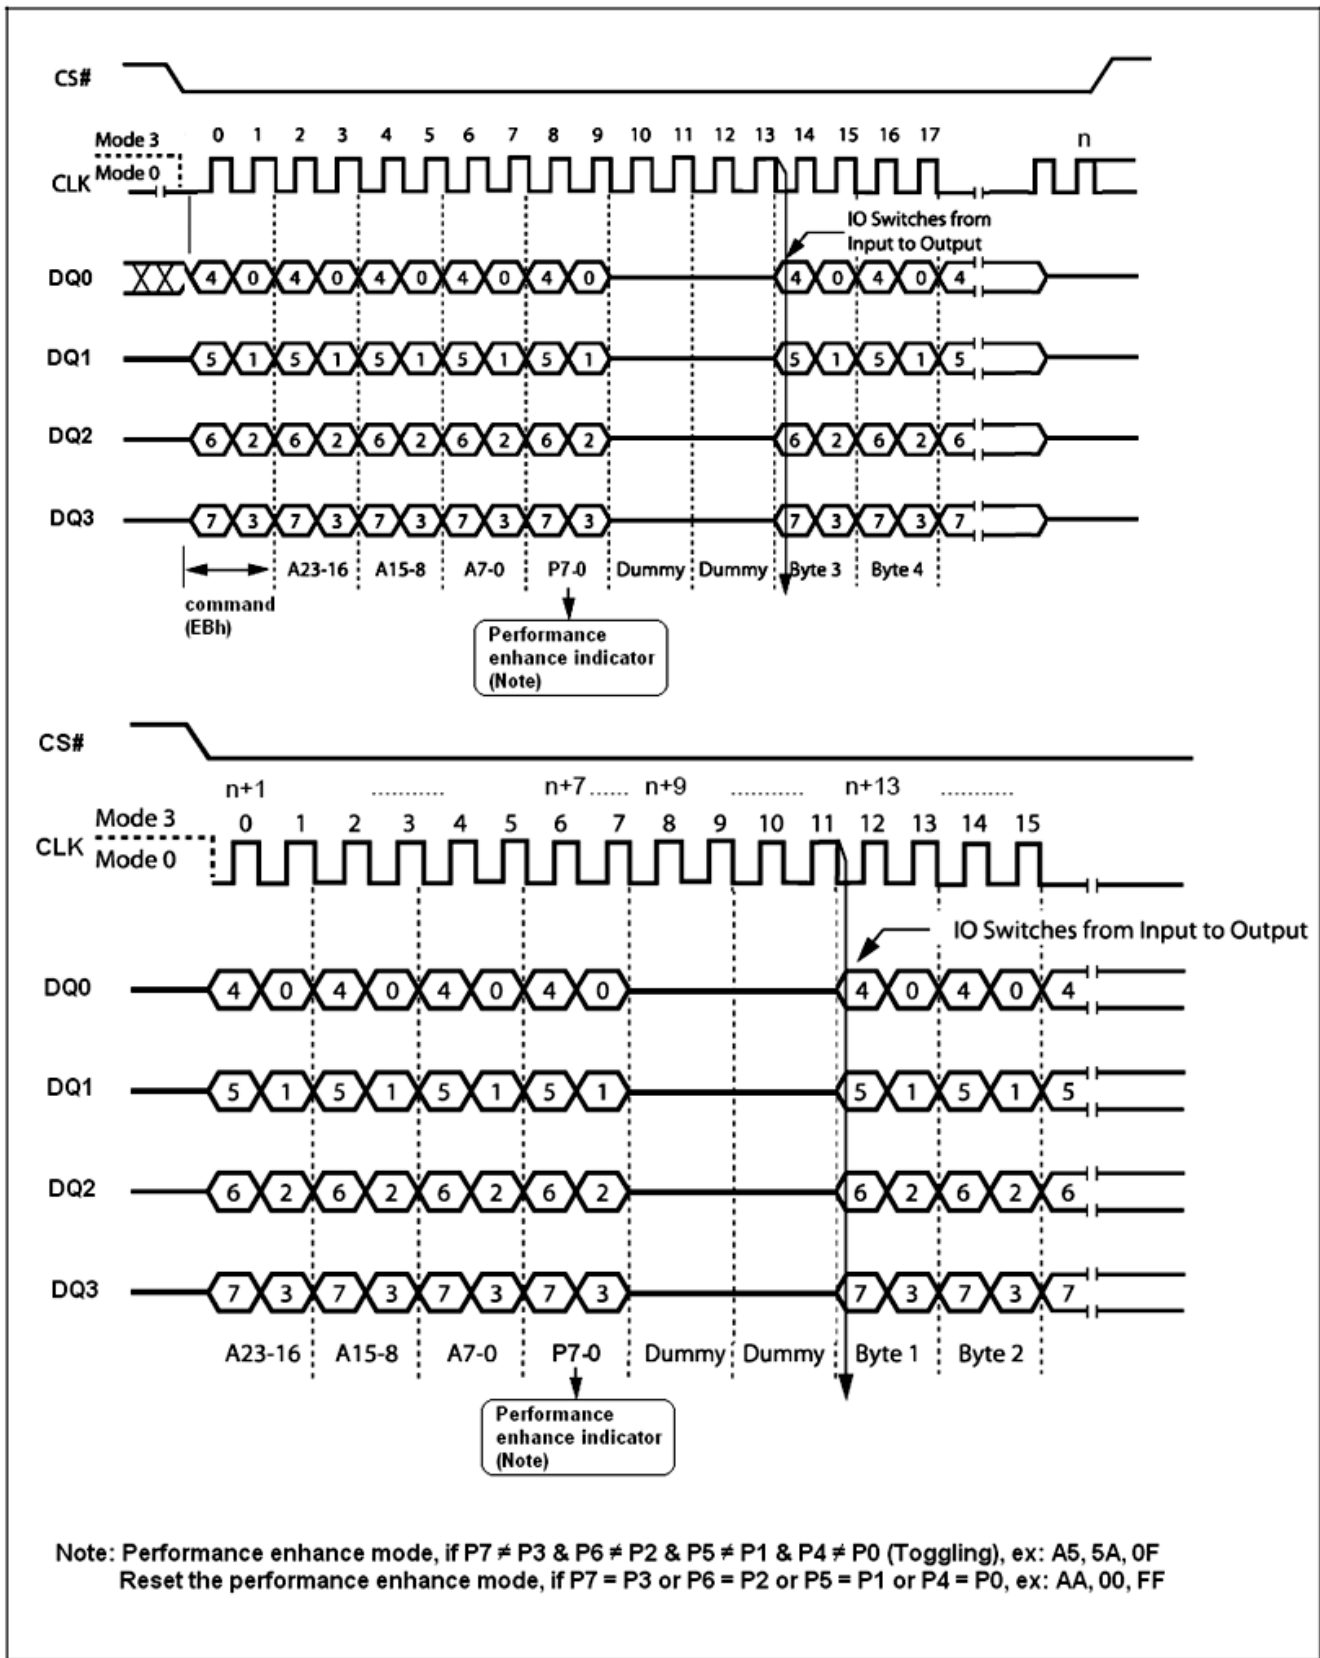 CS#
0 1 2 3 4 5 6 7 8 9 10 11 12 13 14 15 16 17 n
Mode 3
CLK Mode 0
IO Switches from
Input to Output
DQ0 4 0 4 0 4 0 4 0 4 0 4 0 4 0 4
DQ1 5 1 5 1 5 1 5 1 5 1 5 1 5 1 5
DQ2 6 2 6 2 6 2 6 2 6 2 6 2 6 2 6
DQ3 7 3 7 3 7 3 7 3 7 3 7 3 7 3 7
A23-16 A15-8 A7-0 P7-0 Dummy Dummy Byte 3 Byte 4
command
(EBh)
Performance
enhance indicator
(Note)
CS#
n+1 ............ n+7 ...... n+9 ............ n+13 ............
Mode 3 0 1 2 3 4 5 6 7 8 9 10 11 12 13 14 15
CLK Mode 0
IO Switches from Input to Output
DQ0 4 0 4 0 4 0 4 0 4 0 4 0 4
DQ1 5 1 5 1 5 1 5 1 5 1 5 1 5
DQ2 6 2 6 2 6 2 6 2 6 2 6 2 6
DQ3 7 3 7 3 7 3 7 3 7 3 7 3 7
A23-16 A15-8 A7-0 P7-0 Dummy Dummy Byte 1 Byte 2
Performance
enhance indicator
(Note)
Note: Performance enhance mode, if P7 ≠ P3 & P6 ≠ P2 & P5 ≠ P1 & P4 ≠ P0 (Toggling), ex: A5, 5A, 0F
Reset the performance enhance mode, if P7 = P3 or P6 = P2 or P5 = P1 or P4 = P0, ex: AA, 00, FF